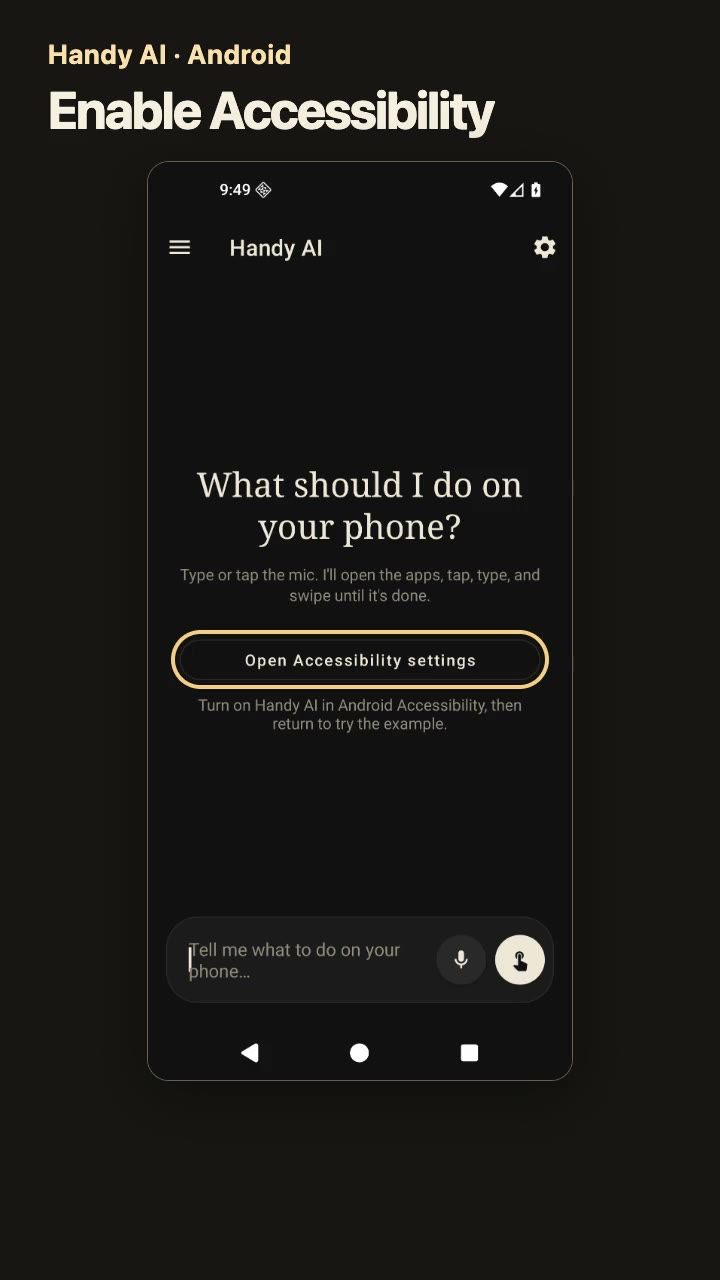 Handy AI · Android
Enable Accessibility
9:49
Handy AI
What should I do on
your phone?
Type or tap the mic. I'll open the apps, tap, type, and
swipe until it's done.
Open Accessibility settings
Turn on Handy AI in Android Accessibility, then
return to try the example.
Tell me what to do on your
phone…